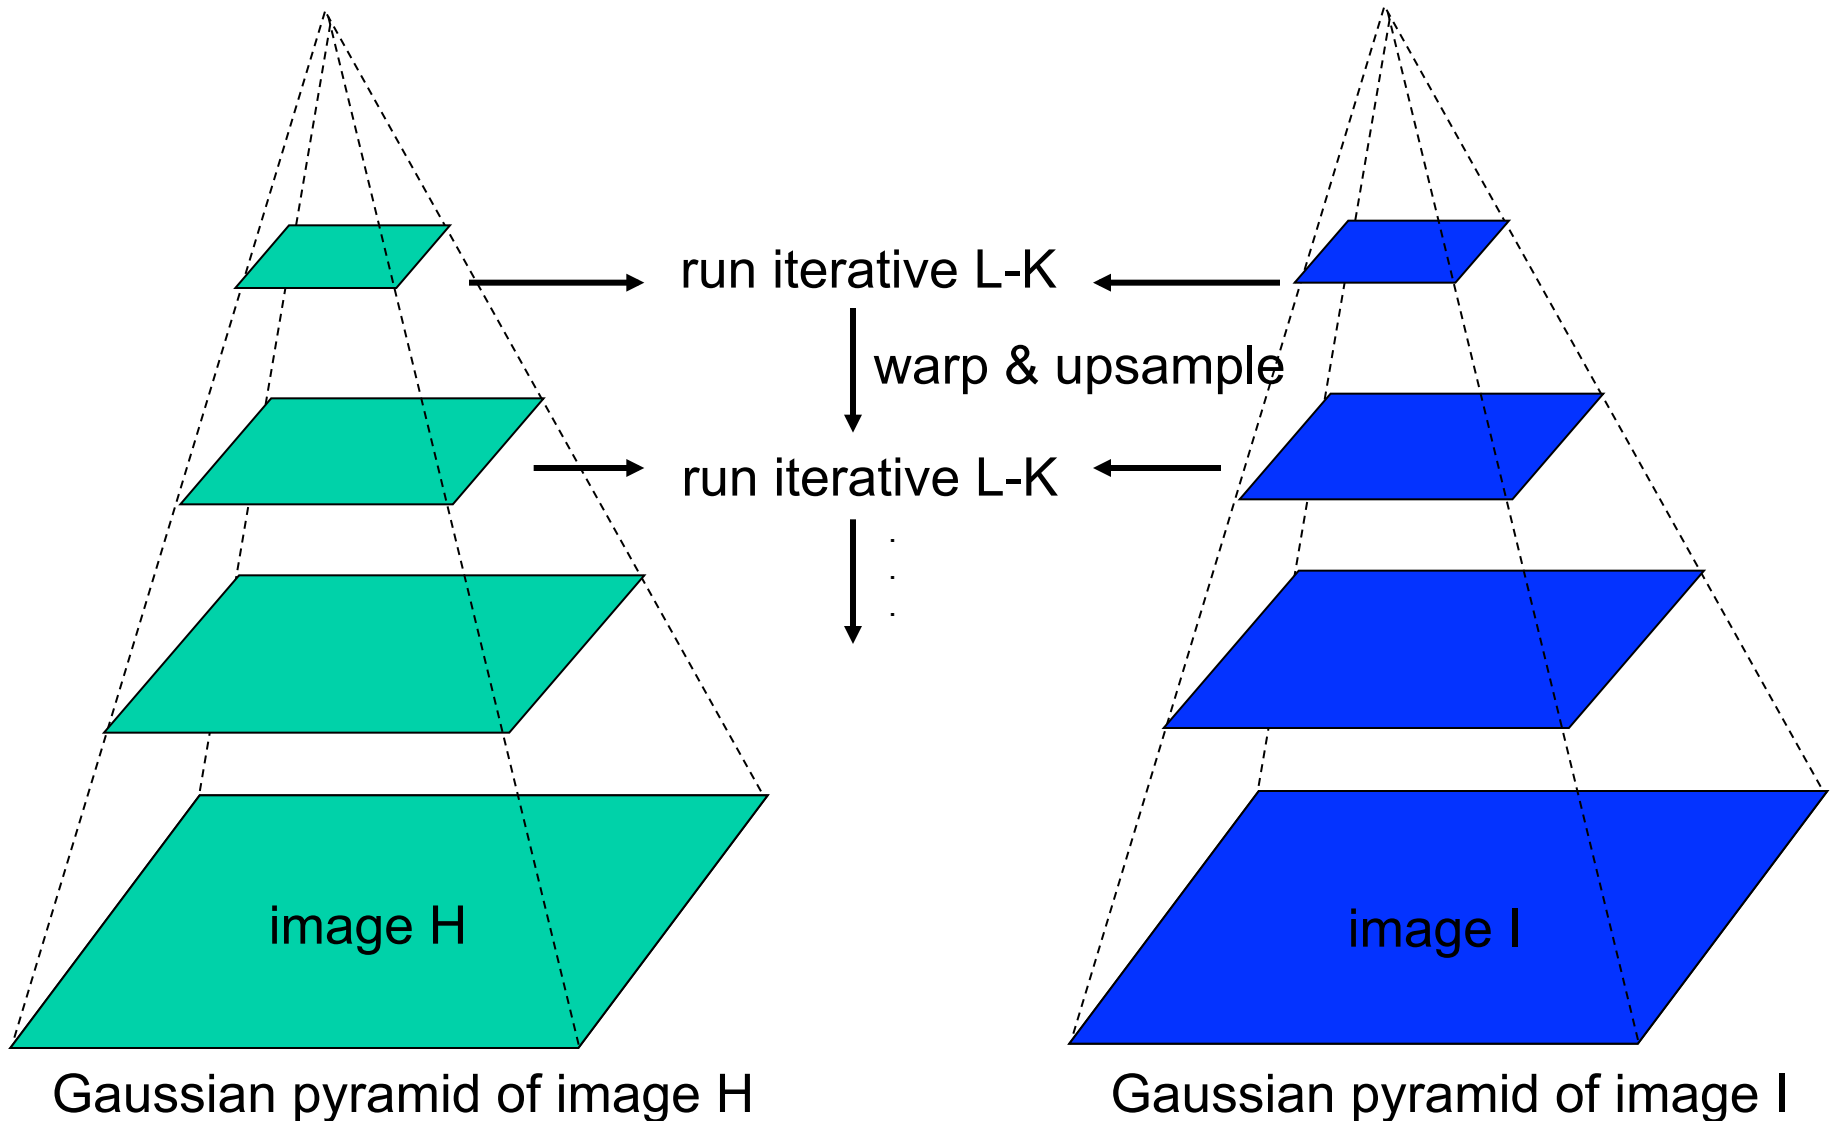 run iterative L-K
warp & upsample
run iterative L-K
.
.
.
image H
image I
Gaussian pyramid of image H
Gaussian pyramid of image I